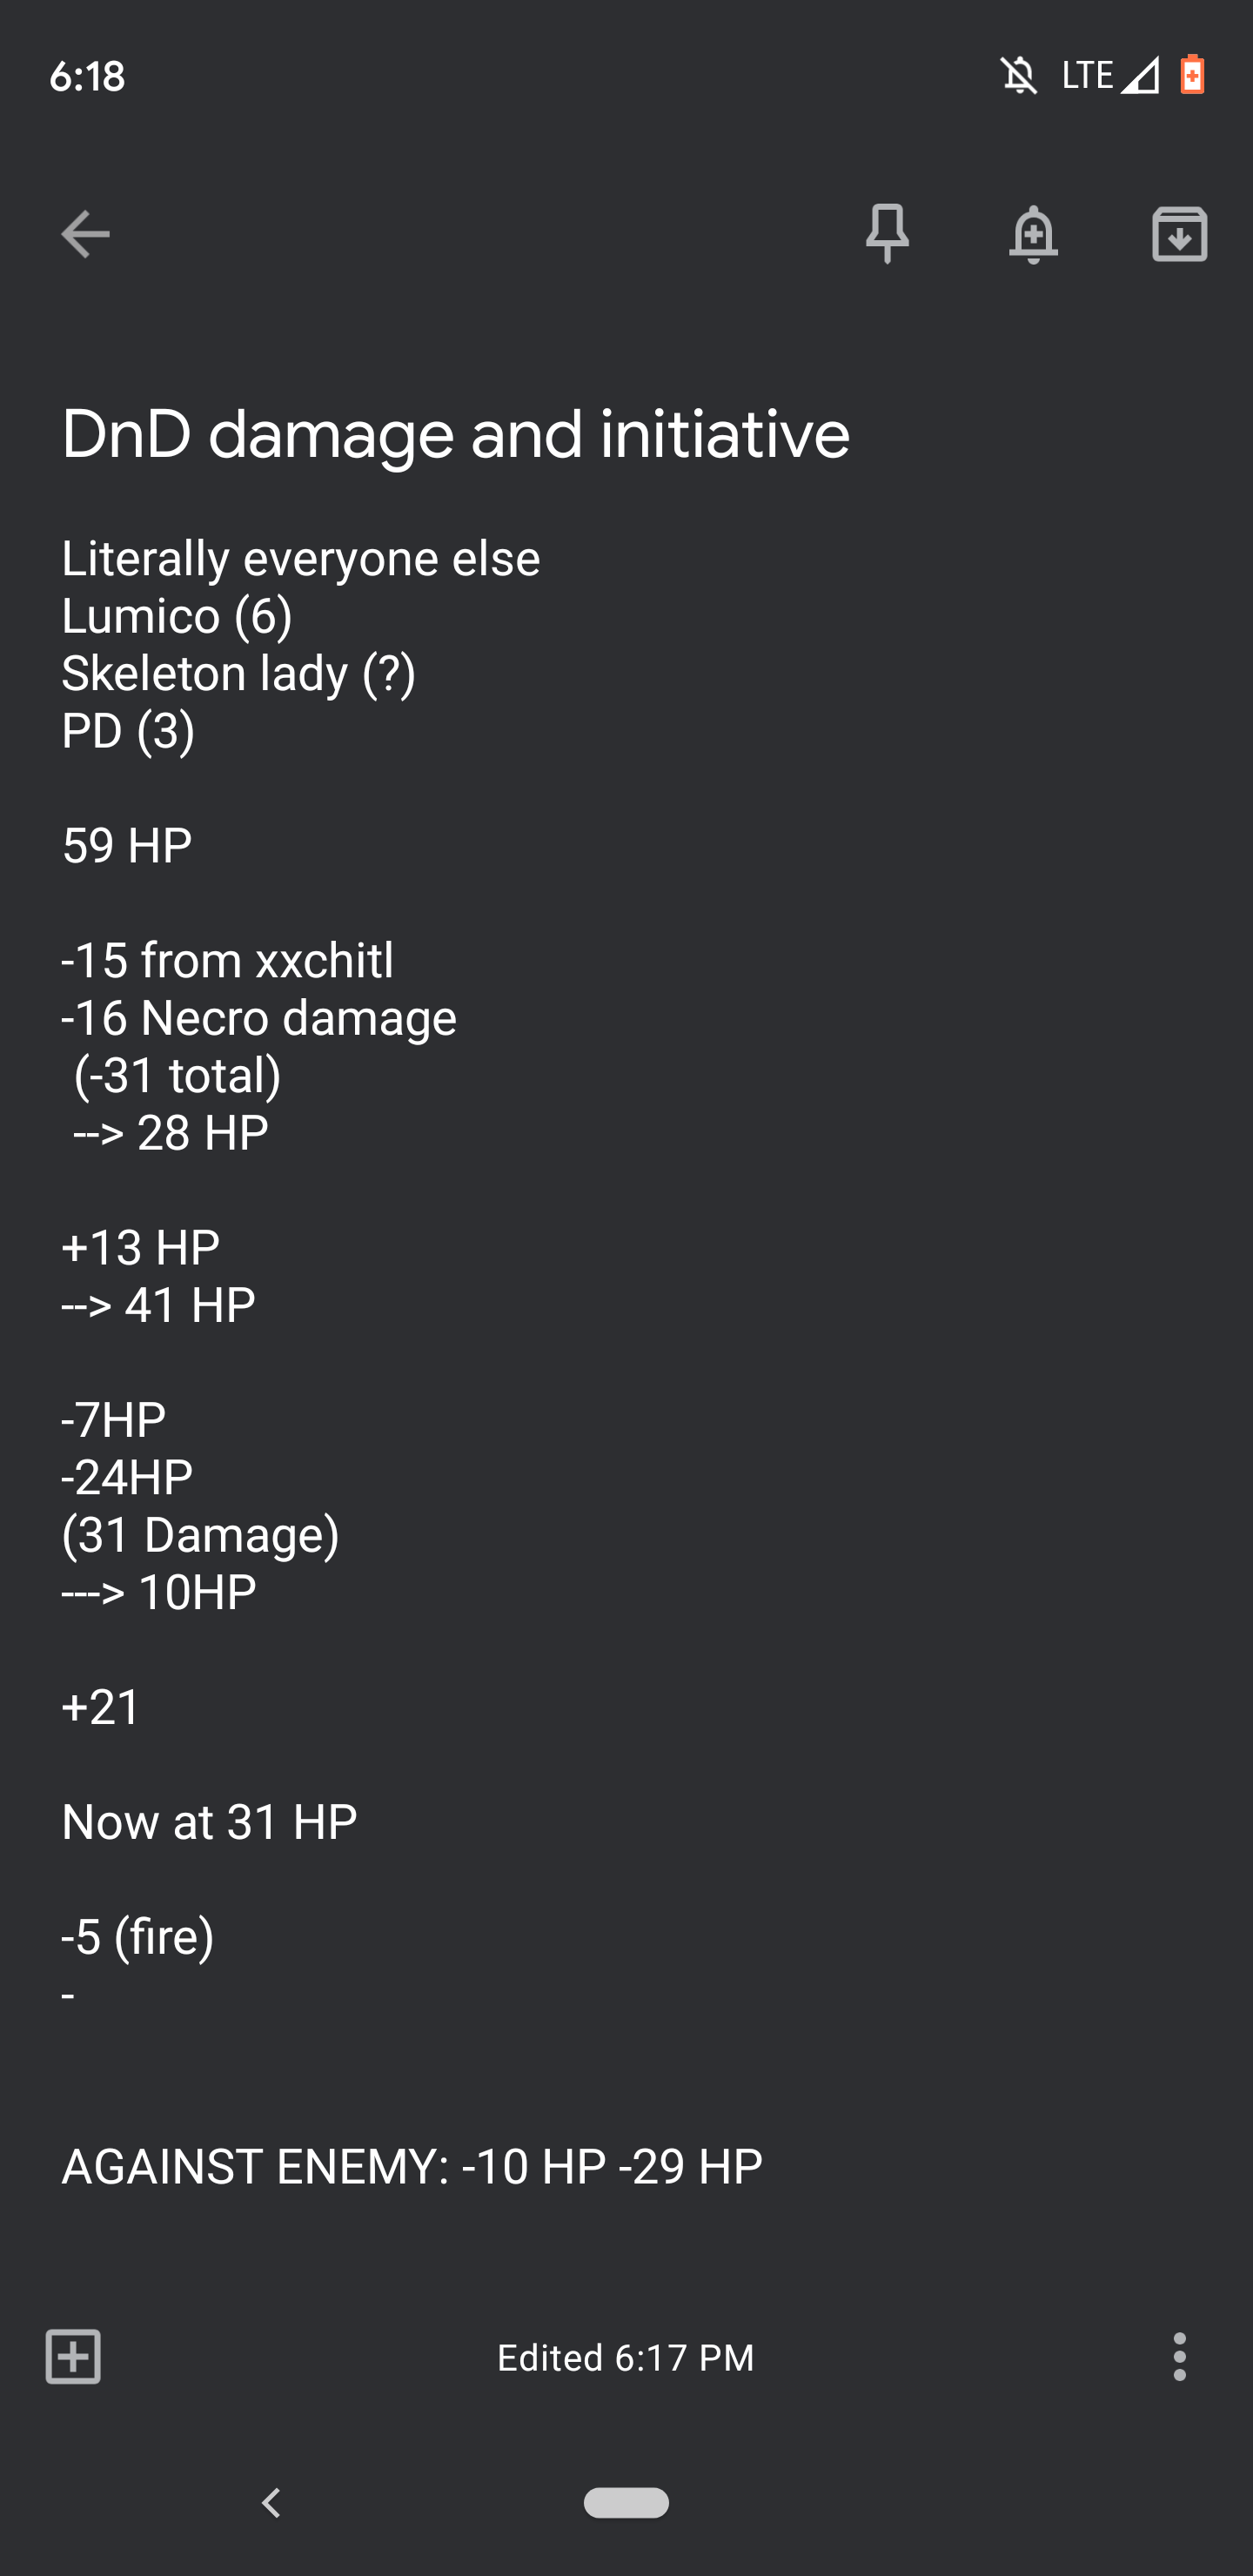 6:18
LTE
DnD damage and initiative
Literally everyone else
Lumico (6)
Skeleton lady (?)
PD (3)
59 HP
-15 from xxchitl
-16 Necro damage
(-31 total)
--> 28 HP
+13 HP
--> 41 HP
-7HP
-24HP
(31 Damage)
---> 10HP
+21
Now at 31 HP
-5 (fire)
-
AGAINST ENEMY: -10 HP -29 HP
Edited 6:17 PM